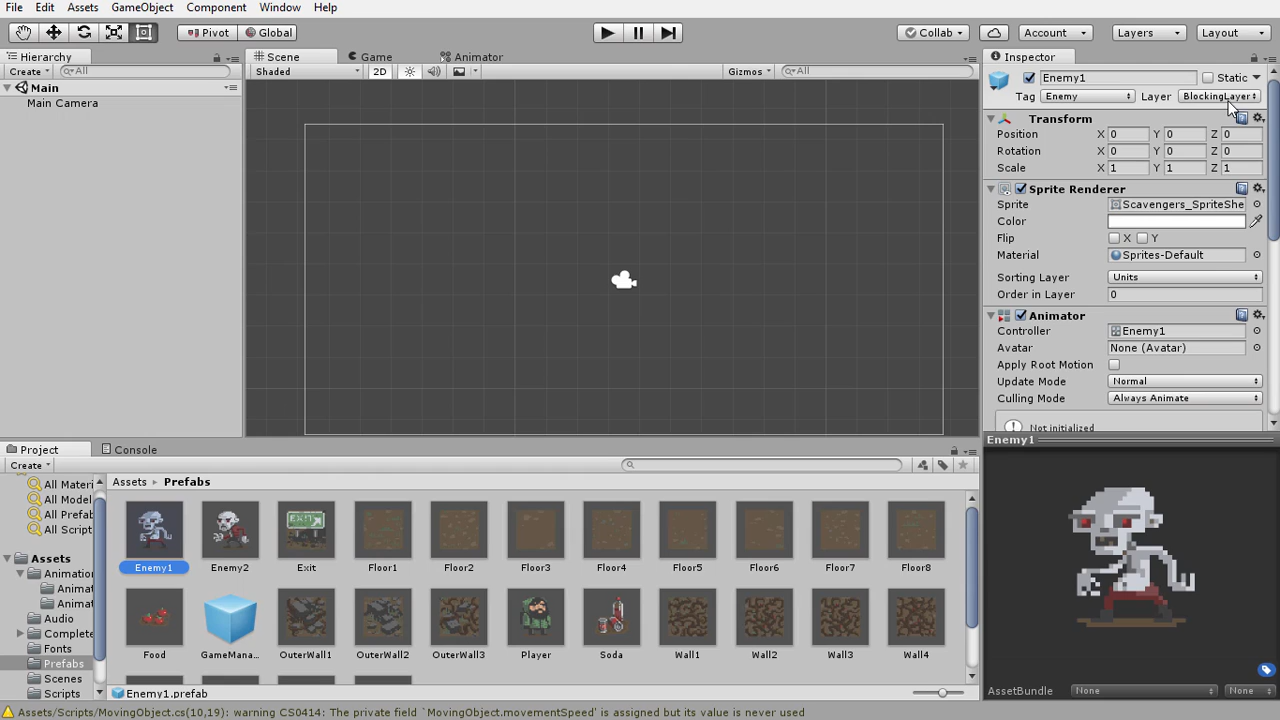 File Edit Assets GameObject Component Window Help
Pivot Global Collab Account Layers Layout
Hierarchy Scene Game Animator Inspector
Create All Shaded 2D Gizmos All
Enemy1 Static
Main
Main Camera
Tag Enemy Layer BlockingLayer
Transform
Position X 0 Y 0 Z 0
Rotation X 0 Y 0 Z 0
Scale X 1 Y 1 Z 1
Sprite Renderer
Sprite Scavengers_SpriteShe
Color
Flip X Y
Material Sprites-Default
Sorting Layer Units
Order in Layer 0
Animator
Controller Enemy1
Avatar None (Avatar)
Apply Root Motion
Update Mode Normal
Culling Mode Always Animate
Not initialized
Enemy1
Project Console
Create
Assets Prefabs
All Materi
All Model
All Prefab
All Script
Assets
Animation
Animat
Animat
Audio
Complete
Fonts
Prefabs
Scenes
Scripts
Enemy1 Enemy2 Exit Floor1 Floor2 Floor3 Floor4 Floor5 Floor6 Floor7 Floor8
EXIT
Food GameMana... OuterWall1 OuterWall2 OuterWall3 Player Soda Wall1 Wall2 Wall3 Wall4
Enemy1.prefab
AssetBundle None None
Assets/Scripts/MovingObject.cs(10,19): warning CS0414: The private field `MovingObject.movementSpeed' is assigned but its value is never used